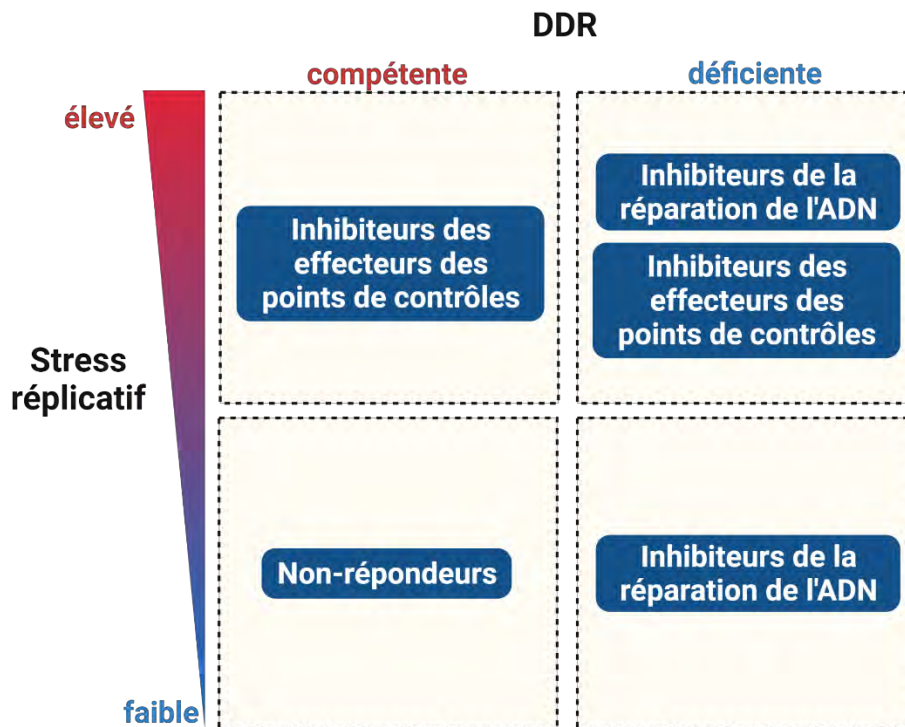 DDR
compétente
déficiente
élevé
Inhibiteurs des
effecteurs des
points de contrôles
Inhibiteurs de la
réparation de l'ADN
Inhibiteurs des
effecteurs des
points de contrôles
Stress
réplicatif
Non-répondeurs
Inhibiteurs de la
réparation de l'ADN
faible